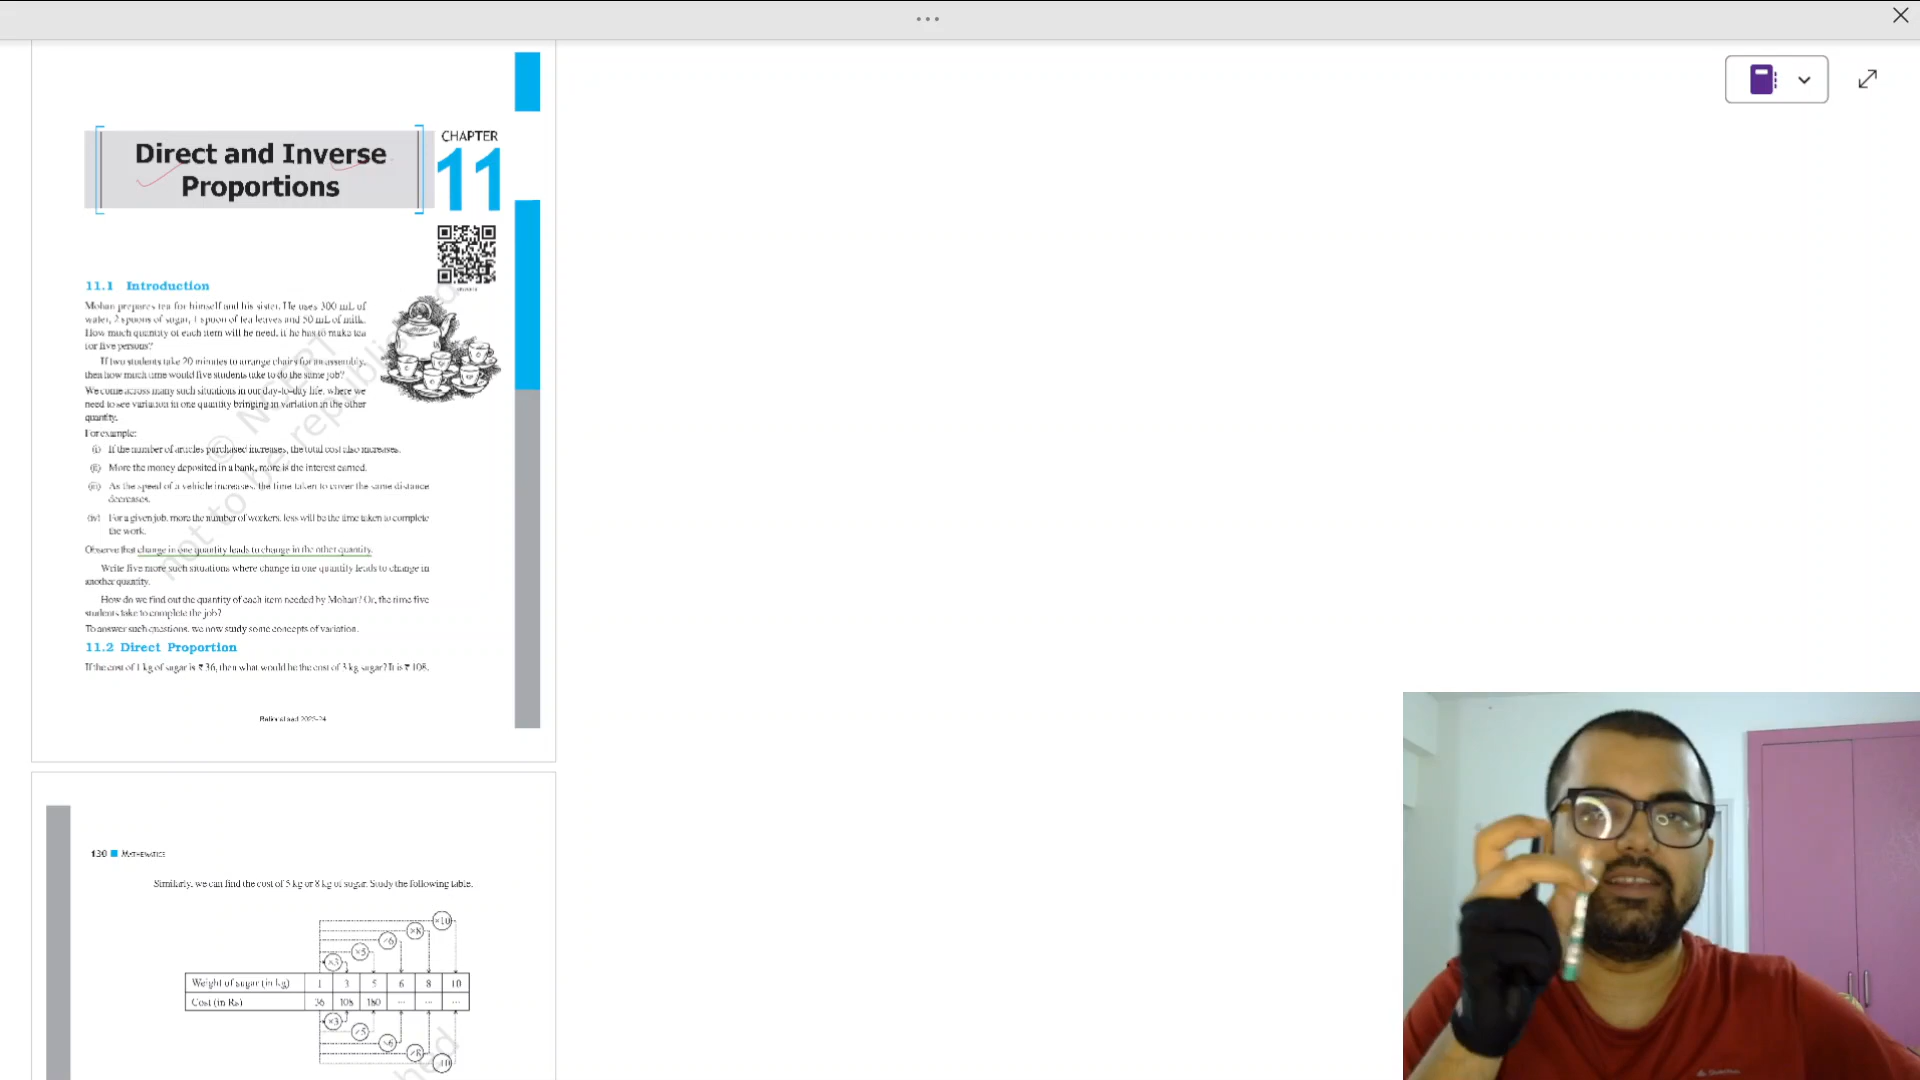 CHAPTER
11
Direct and Inverse
Proportions
11.1 Introduction
Mohan prepares tea for himself and his sister. He uses 300 mL of
water, 2 spoons of sugar, 1 spoon of tea leaves and 50 mL of milk.
How much quantity of each item will he need, if he has to make tea
for five persons?
If two students take 20 minutes to arrange chairs for an assembly,
then how much time would five students take to do the same job?
We come across many such situations in our day-to-day life, where we
need to see variation in one quantity bringing in variation in the other
quantity.
For example:
(i) If the number of articles purchased increases, the total cost also increases.
(ii) More the money deposited in a bank, more is the interest earned.
(iii) As the speed of a vehicle increases, the time taken to cover the same distance
decreases.
(iv) For a given job, more the number of workers, less will be the time taken to complete
the work.
Observe that change in one quantity leads to change in the other quantity.
Write five more such situations where change in one quantity leads to change in
another quantity.
How do we find out the quantity of each item needed by Mohan? Or, the time five
students take to complete the job?
To answer such questions, we now study some concepts of variation.
11.2 Direct Proportion
If the cost of 1 kg of sugar is ₹ 36, then what would be the cost of 3 kg sugar? It is ₹ 108.
© NCERT
not to be republished
130 MATHEMATICS
Similarly, we can find the cost of 5 kg or 8 kg of sugar. Study the following table.
×10
×8
×6
×5
×3
Weight of sugar (in kg) 1 3 5 6 8 10
Cost (in Rs) 36 108 180 ... ... ...
×3
×5
×6
×8
×10